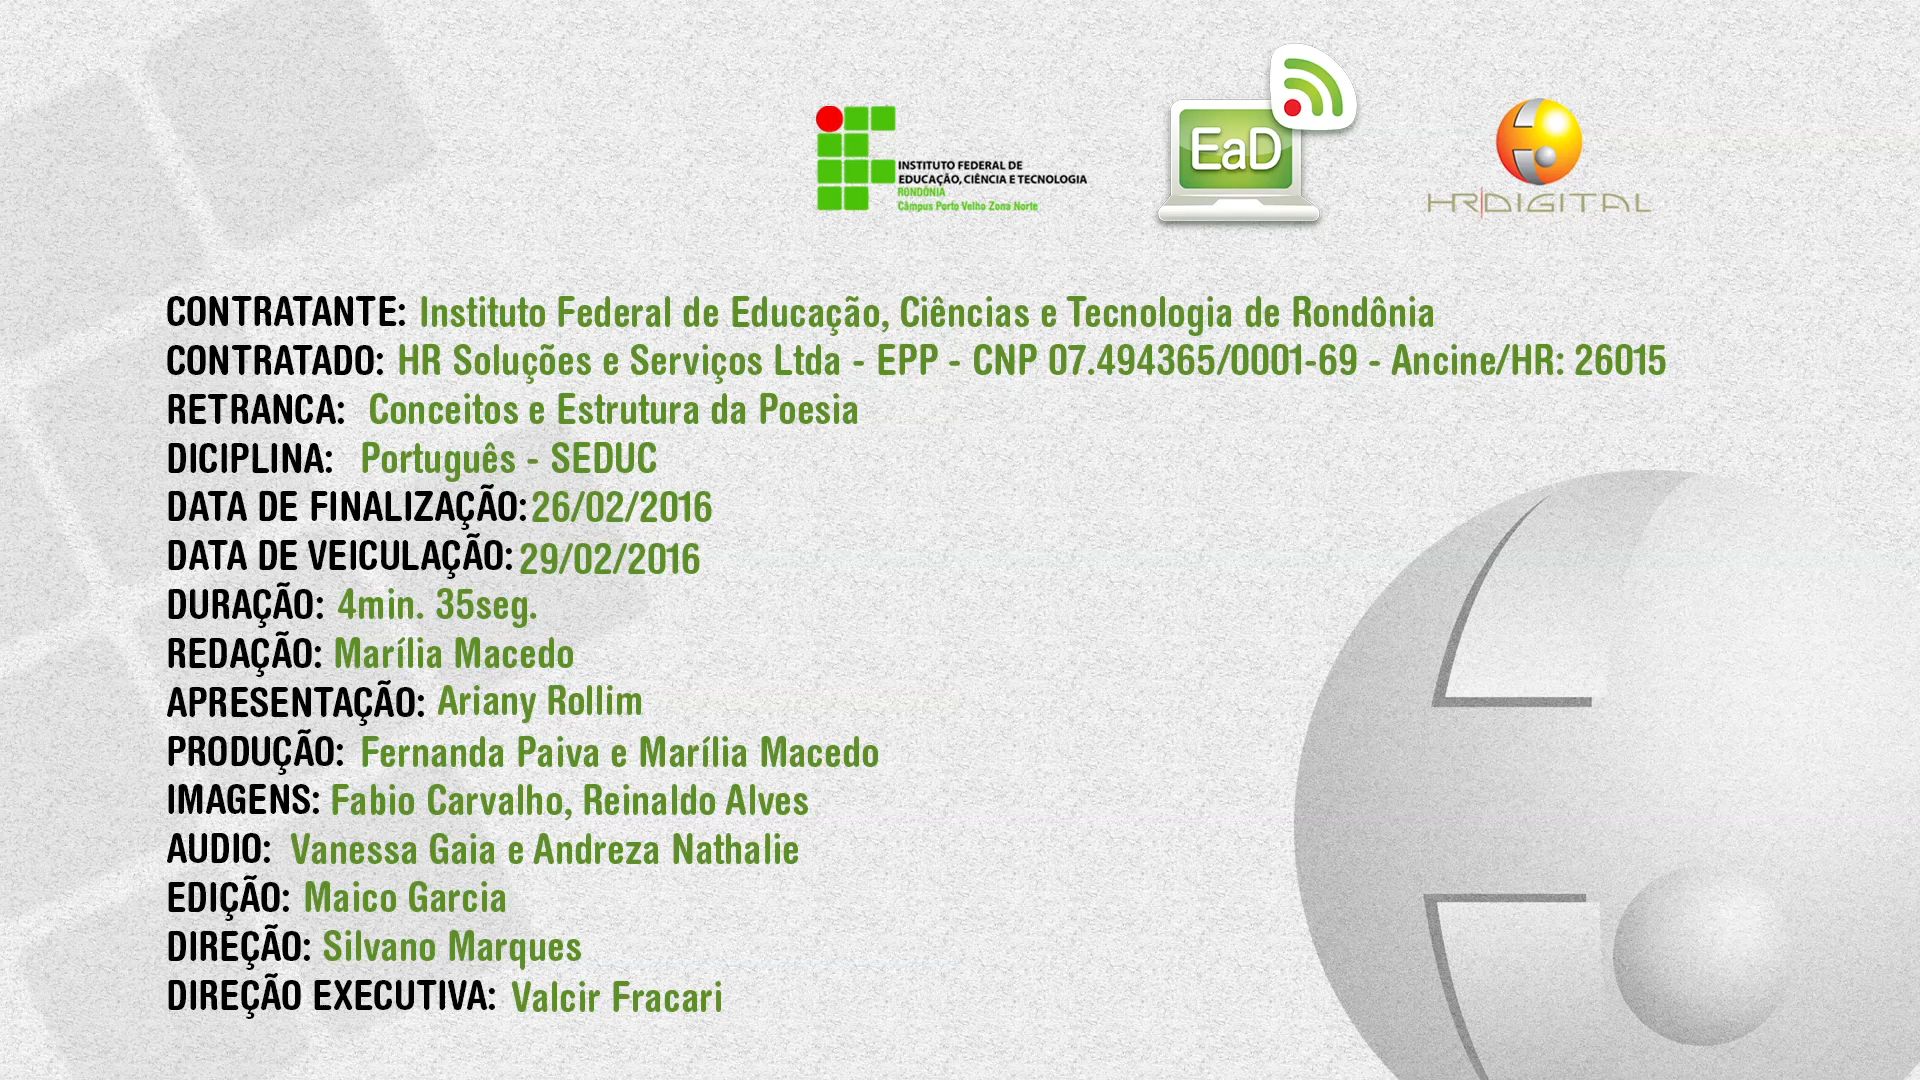 INSTITUTO FEDERAL DE
EDUCAÇÃO, CIÊNCIA E TECNOLOGIA
RONDÔNIA
Câmpus Porto Velho Zona Norte
EaD
HR|DIGITAL
CONTRATANTE: Instituto Federal de Educação, Ciências e Tecnologia de Rondônia
CONTRATADO: HR Soluções e Serviços Ltda - EPP - CNP 07.494365/0001-69 - Ancine/HR: 26015
RETRANCA: Conceitos e Estrutura da Poesia
DICIPLINA: Português - SEDUC
DATA DE FINALIZAÇÃO: 26/02/2016
DATA DE VEICULAÇÃO: 29/02/2016
DURAÇÃO: 4min. 35seg.
REDAÇÃO: Marília Macedo
APRESENTAÇÃO: Ariany Rollim
PRODUÇÃO: Fernanda Paiva e Marília Macedo
IMAGENS: Fabio Carvalho, Reinaldo Alves
AUDIO: Vanessa Gaia e Andreza Nathalie
EDIÇÃO: Maico Garcia
DIREÇÃO: Silvano Marques
DIREÇÃO EXECUTIVA: Valcir Fracari